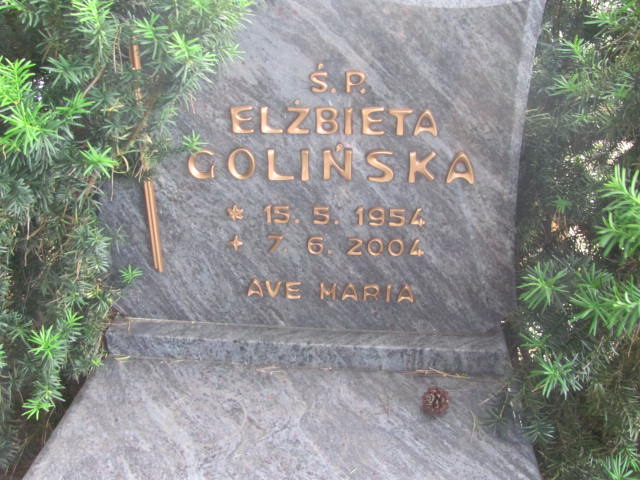 Ś. P.
ELŻBIETA
GOLIŃSKA
* 15. 5. 1954
+ 7. 6. 2004
AVE MARIA